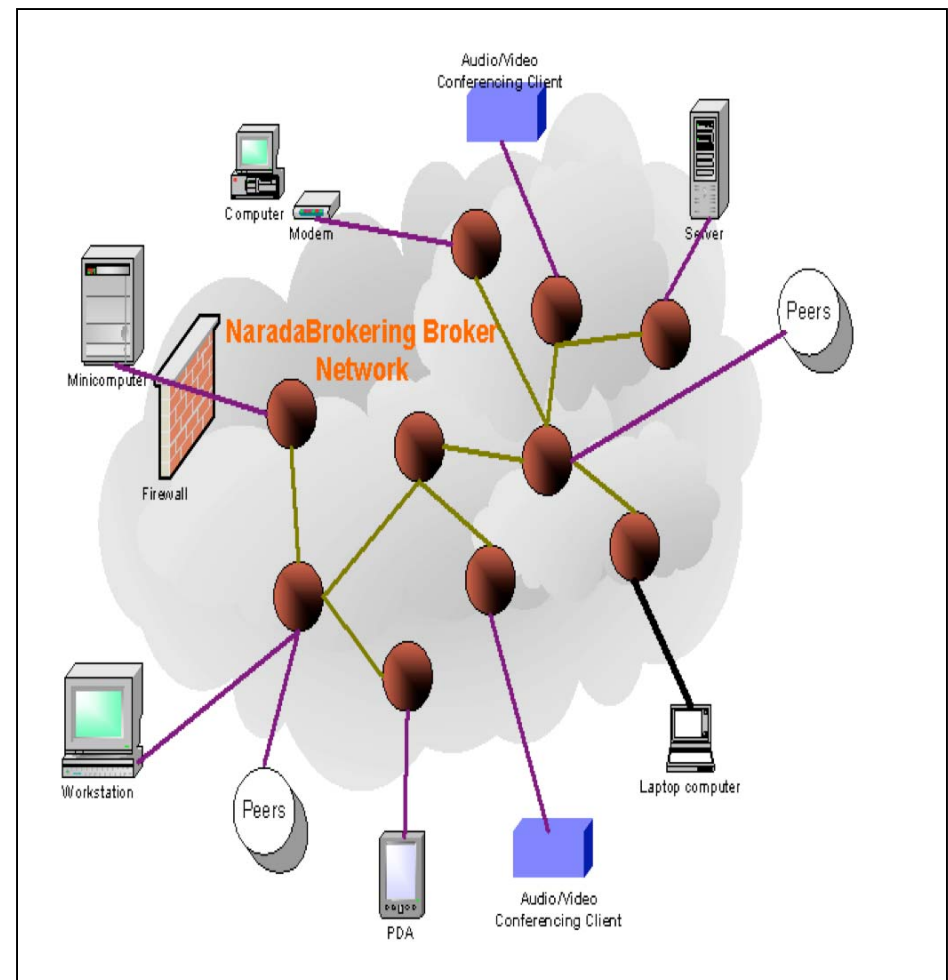 Audio/Video
Conferencing Client
Computer
Modem
Server
Peers
NaradaBrokering Broker
Network
Minicomputer
Firewall
Workstation
Peers
Laptop computer
PDA
Audio/Video
Conferencing Client